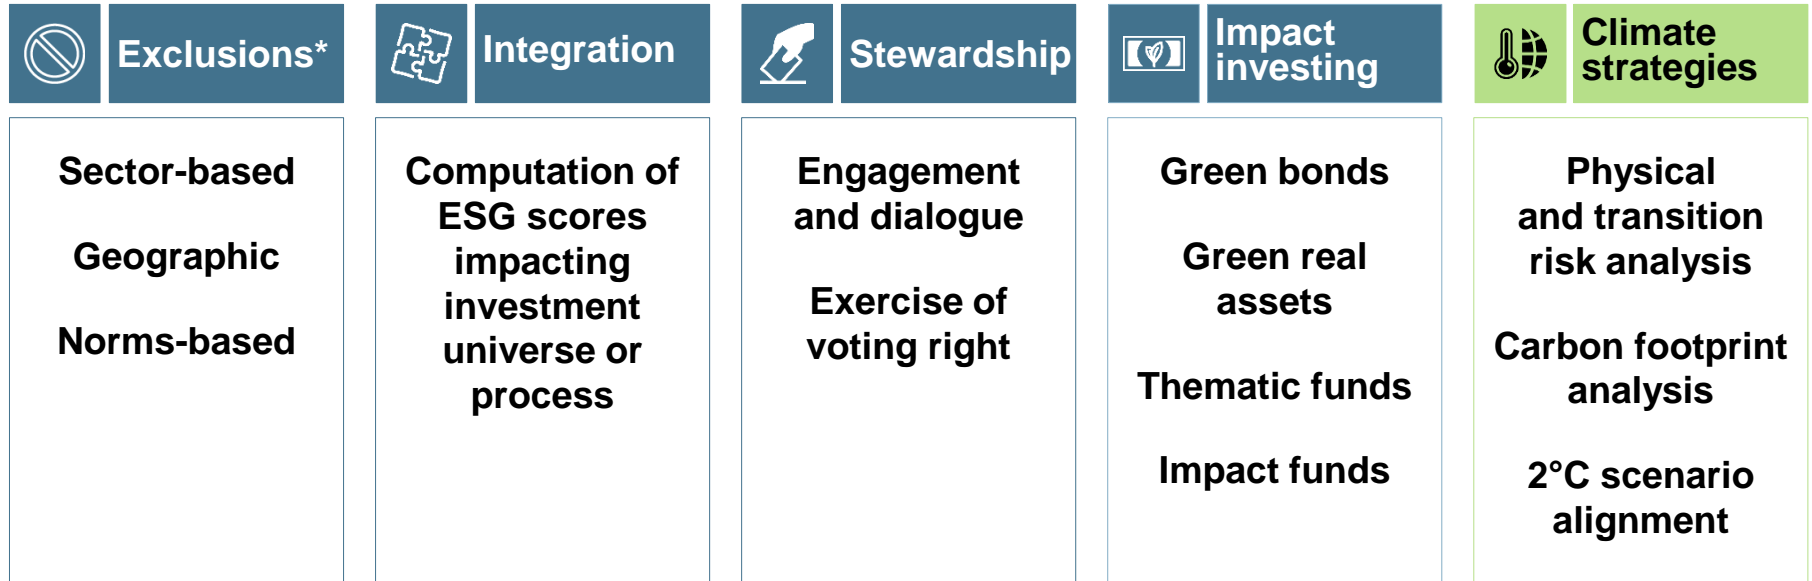 Exclusions*
Sector-based
Geographic
Norms-based
Integration
Computation of
ESG scores
impacting
investment
universe or
process
Stewardship
Engagement
and dialogue
Exercise of
voting right
Impact
investing
Green bonds
Green real
assets
Thematic funds
Impact funds
Climate
strategies
Physical
and transition
risk analysis
Carbon footprint
analysis
2°C scenario
alignment